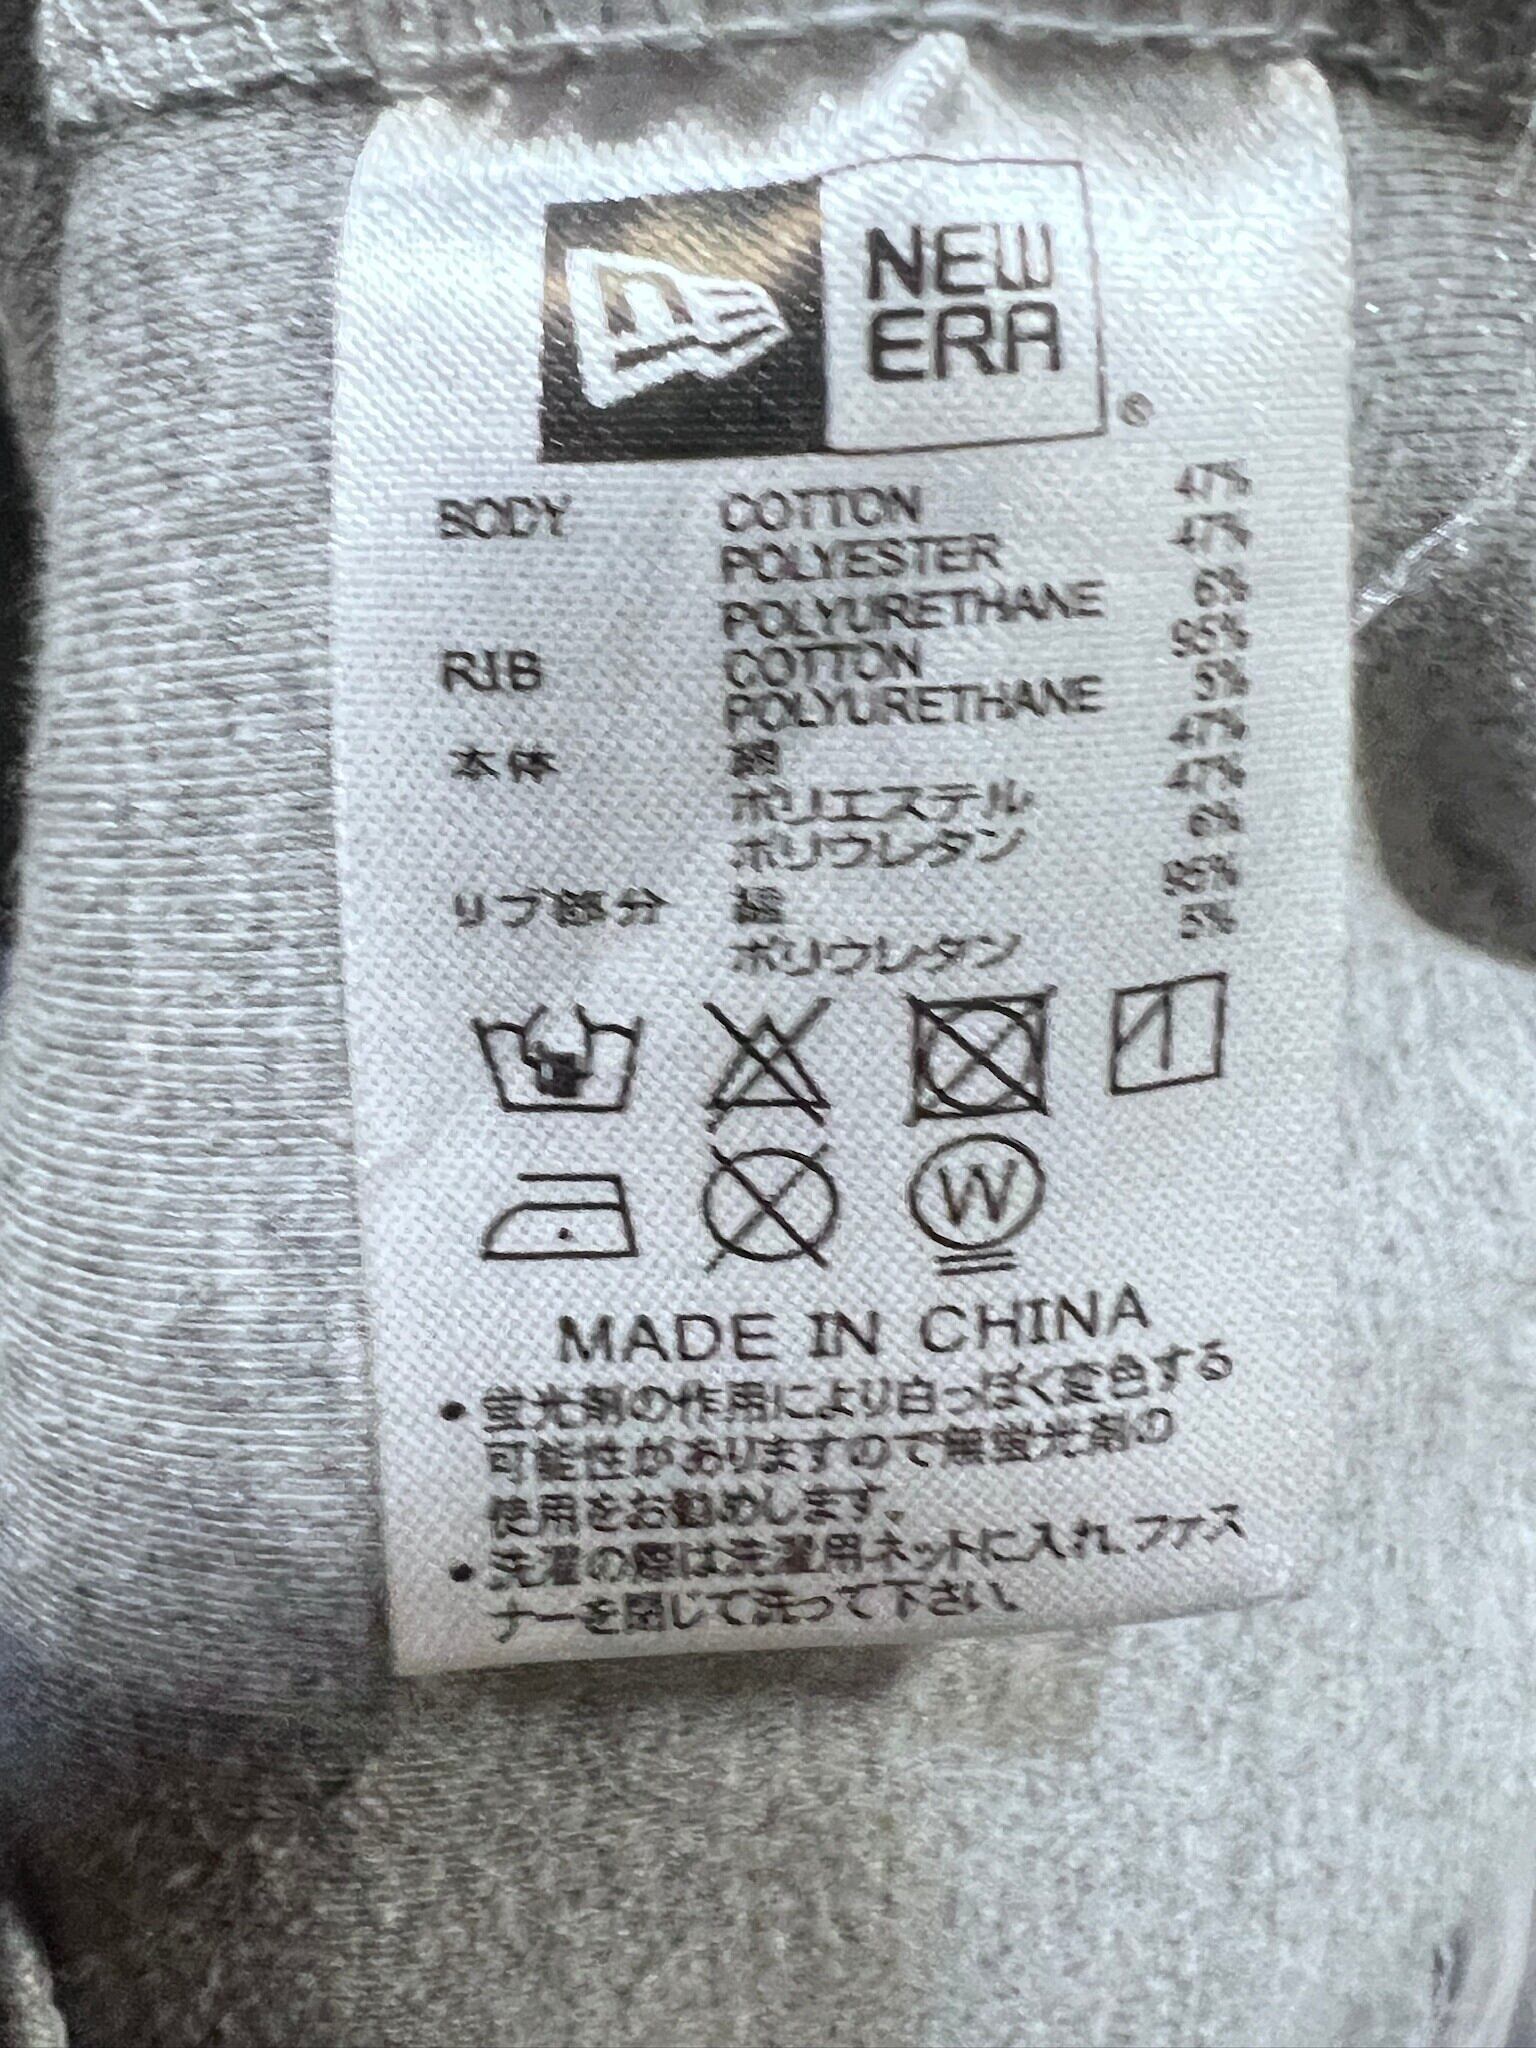 NEW
ERA
®
BODY COTTON 47%
POLYESTER 47%
POLYURETHANE 6%
RIB COTTON 95%
POLYURETHANE 5%
本体 綿 47%
ポリエステル 47%
ポリウレタン 6%
リブ部分 綿 95%
ポリウレタン 5%
W
MADE IN CHINA
•蛍光剤の作用により白っぽく変色する
可能性がありますので無蛍光剤の
使用をお勧めします。
•洗濯の際は洗濯用ネットに入れ、ファス
ナーを閉じて洗って下さい。